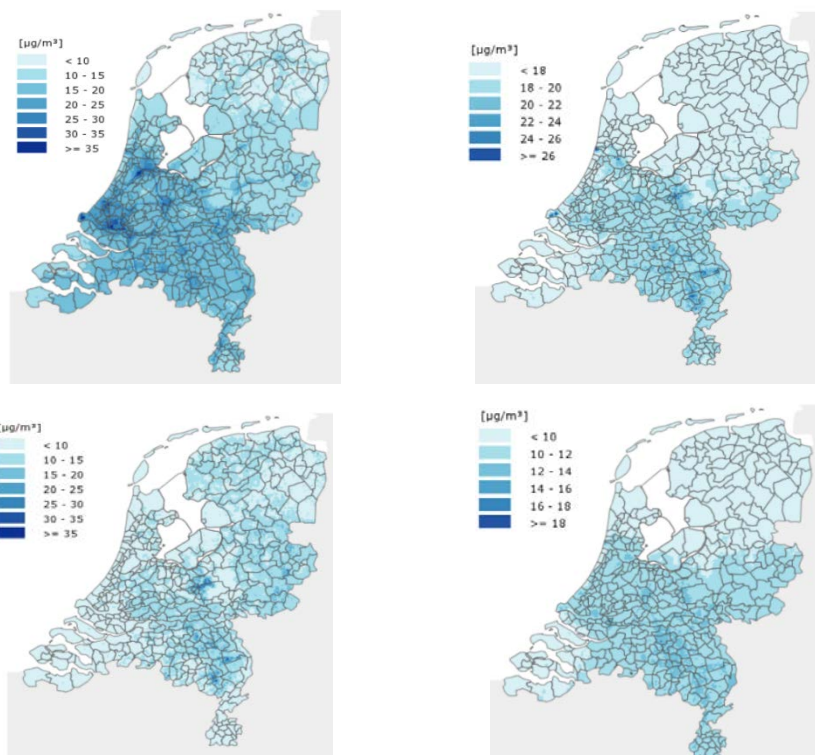 [µg/m³]
< 10
10 - 15
15 - 20
20 - 25
25 - 30
30 - 35
>= 35
[µg/m³]
< 18
18 - 20
20 - 22
22 - 24
24 - 26
>= 26
[µg/m³]
< 10
10 - 15
15 - 20
20 - 25
25 - 30
30 - 35
>= 35
[µg/m³]
< 10
10 - 12
12 - 14
14 - 16
16 - 18
>= 18